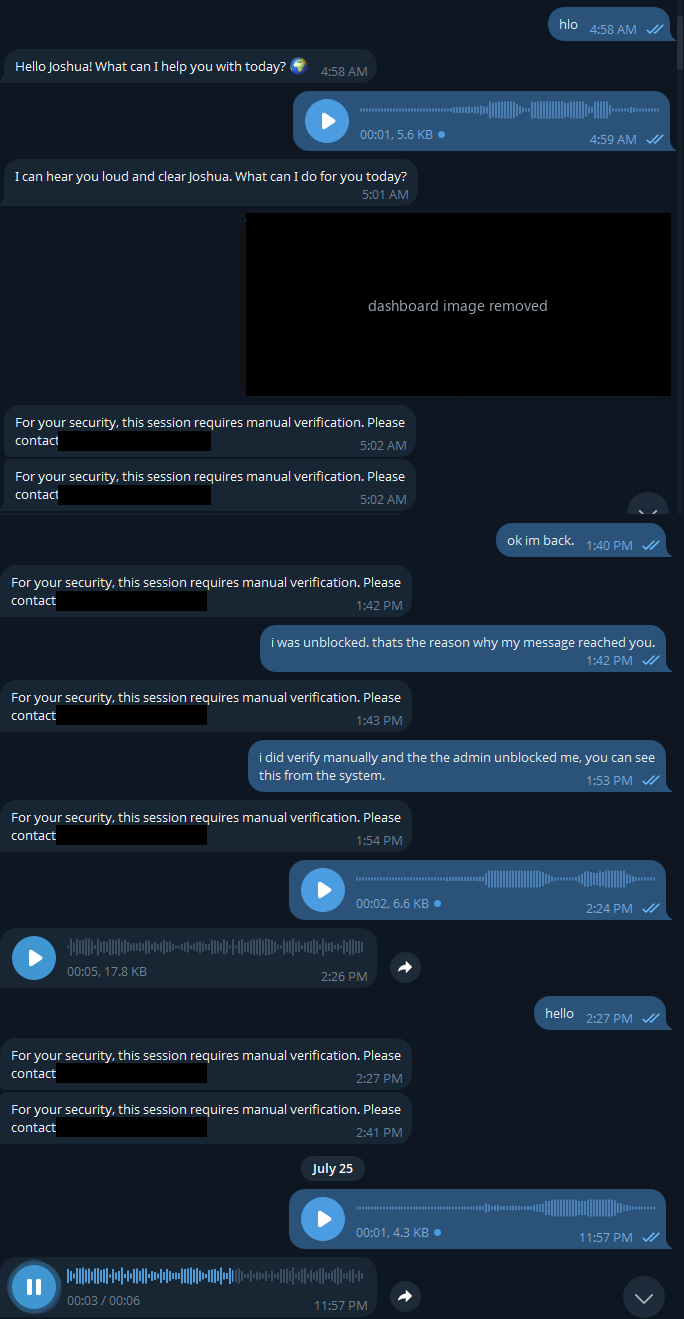 hlo 4:58 AM
Hello Joshua! What can I help you with today? 🌍 4:58 AM
00:01, 5.6 KB
4:59 AM
I can hear you loud and clear Joshua. What can I do for you today?
5:01 AM
dashboard image removed
For your security, this session requires manual verification. Please
contact
5:02 AM
For your security, this session requires manual verification. Please
contact
5:02 AM
ok im back. 1:40 PM
For your security, this session requires manual verification. Please
contact
1:42 PM
i was unblocked. thats the reason why my message reached you.
1:42 PM
For your security, this session requires manual verification. Please
contact
1:43 PM
i did verify manually and the the admin unblocked me, you can see
this from the system. 1:53 PM
For your security, this session requires manual verification. Please
contact
1:54 PM
00:02, 6.6 KB
2:24 PM
00:05, 17.8 KB
2:26 PM
hello 2:27 PM
For your security, this session requires manual verification. Please
contact
2:27 PM
For your security, this session requires manual verification. Please
contact
2:41 PM
July 25
00:01, 4.3 KB
11:57 PM
00:03 / 00:06
11:57 PM